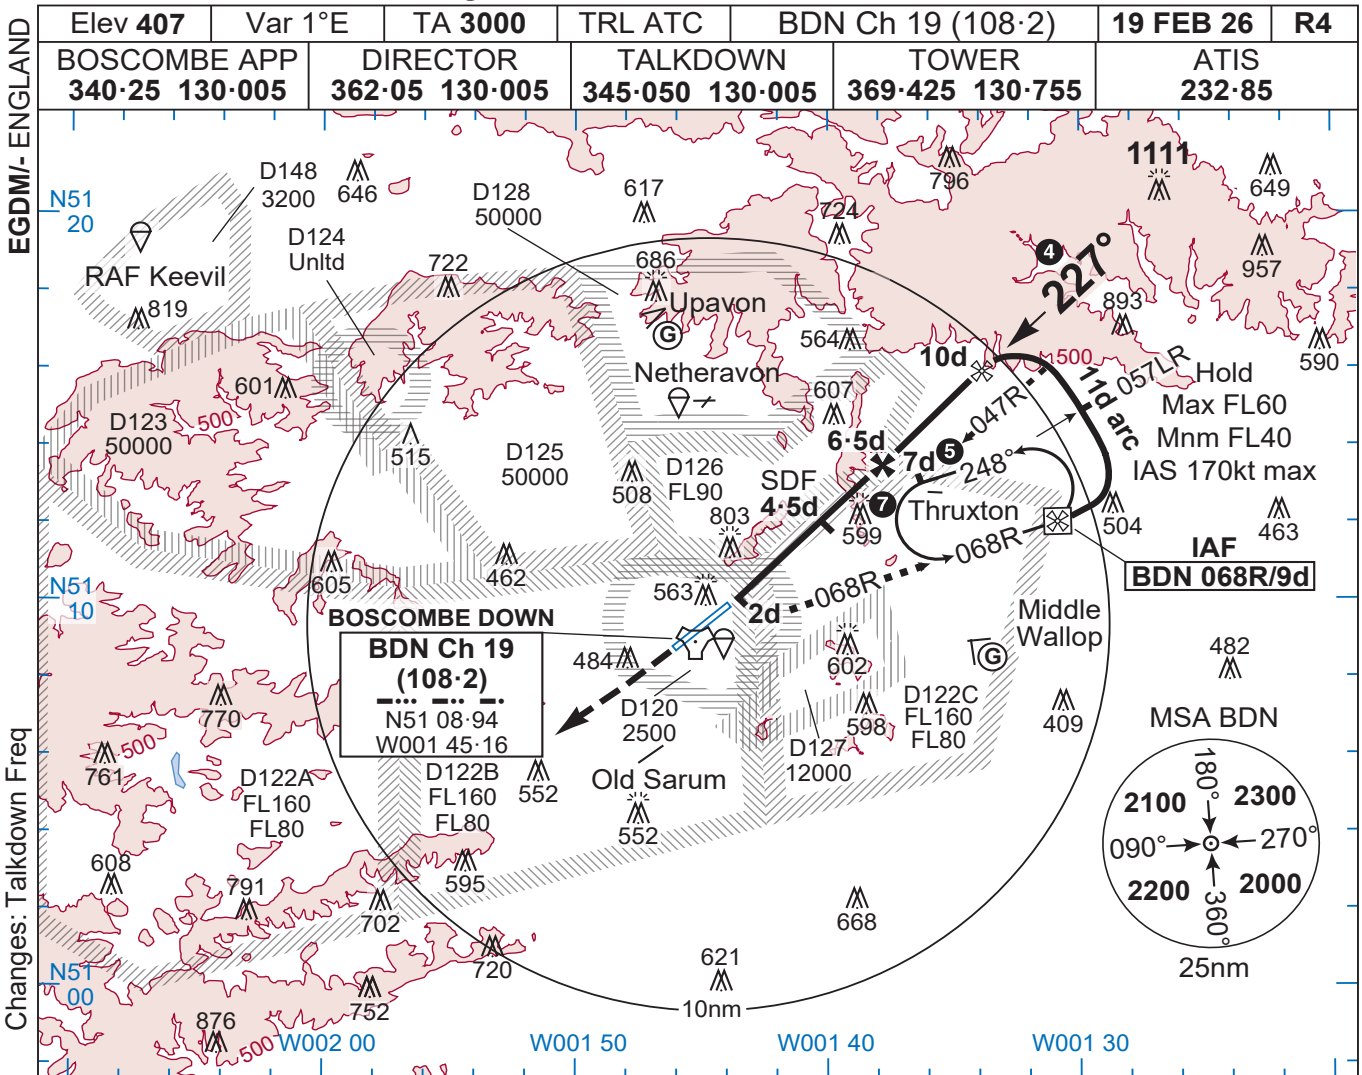 Elev 407
Var 1°E
TA 3000
TRL ATC
BDN Ch 19 (108·2)
19 FEB 26
R4
BOSCOMBE APP
340·25 130·005
DIRECTOR
362·05 130·005
TALKDOWN
345·050 130·005
TOWER
369·425 130·755
ATIS
232·85
EGDM/- ENGLAND
Changes: Talkdown Freq
N51
20
D148
3200
646
RAF Keevil
819
D124
Unltd
722
D128
50000
617
686
Upavon
G
Netheravon
724
796
1111
649
957
4
227°
893
590
564
607
10d
500
11d arc
057LR
047R
Hold
Max FL60
Mnm FL40
IAS 170kt max
601
500
D123
50000
515
D125
50000
508
D126
FL90
803
SDF
4·5d
6·5d
7d
5
248°
7
599
Thruxton
504
463
IAF
BDN 068R/9d
068R
068R
2d
605
462
563
N51
10
BOSCOMBE DOWN
BDN Ch 19
(108·2)
N51 08·94
W001 45·16
484
D120
2500
Old Sarum
552
602
598
D127
12000
D122C
FL160
FL80
G
Middle
Wallop
409
482
770
500
761
D122A
FL160
FL80
D122B
FL160
FL80
552
595
608
791
702
720
752
876
500
N51
00
621
10nm
668
MSA BDN
180°
2100
2300
090°
270°
2200
2000
360°
25nm
W002 00
W001 50
W001 40
W001 30